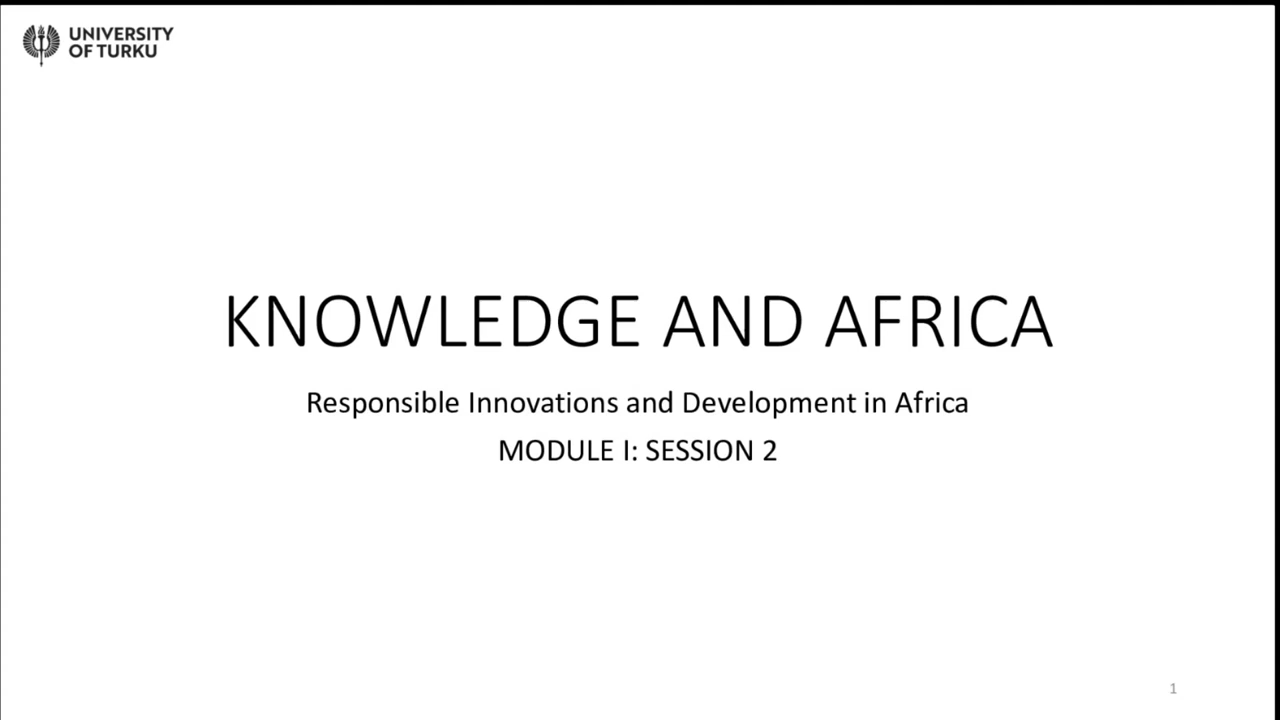 UNIVERSITY
OF TURKU
KNOWLEDGE AND AFRICA
Responsible Innovations and Development in Africa
MODULE I: SESSION 2
1